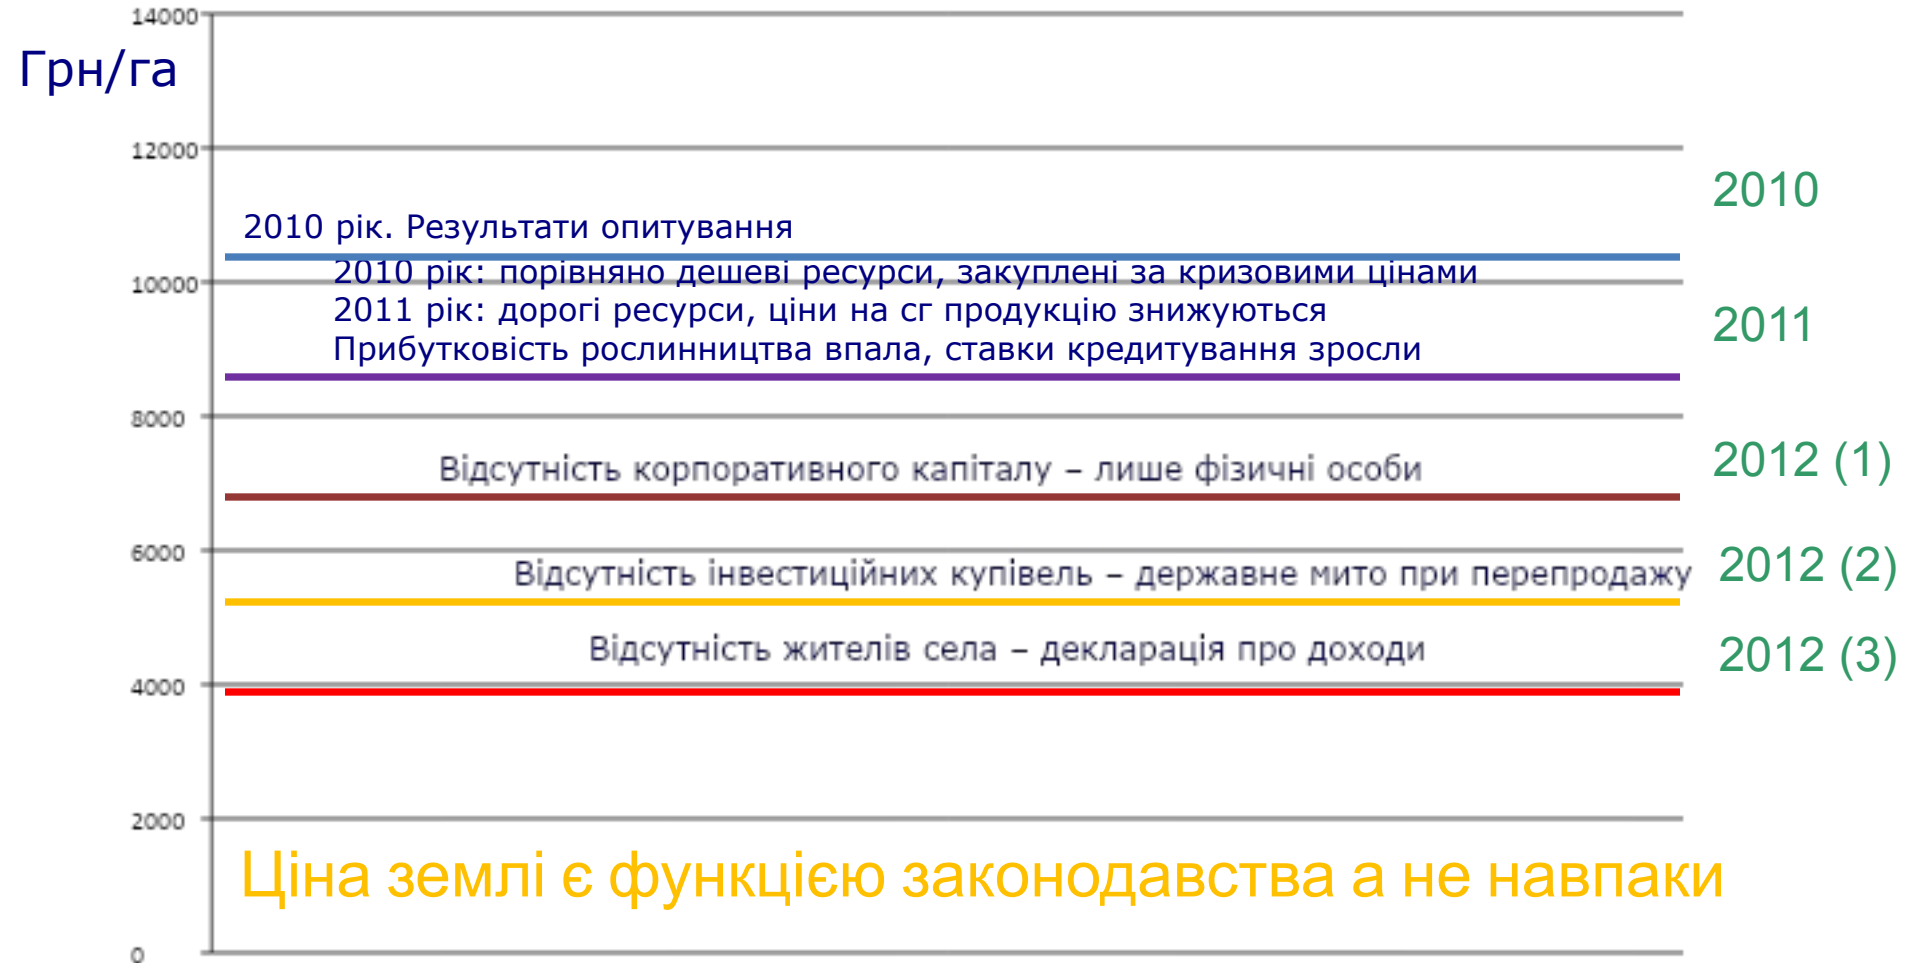 14000
Грн/га
12000
2010
2010 рік. Результати опитування
2010 рік: порівняно дешеві ресурси, закуплені за кризовими цінами
10000
2011 рік: дорогі ресурси, ціни на сг продукцію знижуються
2011
Прибутковість рослинництва впала, ставки кредитування зросли
8000
Відсутність корпоративного капіталу – лише фізичні особи
2012 (1)
6000
Відсутність інвестиційних купівель – державне мито при перепродажу
2012 (2)
Відсутність жителів села – декларація про доходи
2012 (3)
4000
2000
Ціна землі є функцією законодавства а не навпаки
0